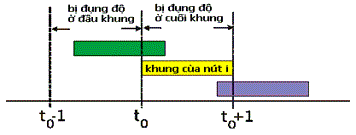 bị đụng độ
ở đầu khung
bị đụng độ
ở cuối khung
khung của nút i
t₀-1
t₀
t₀+1